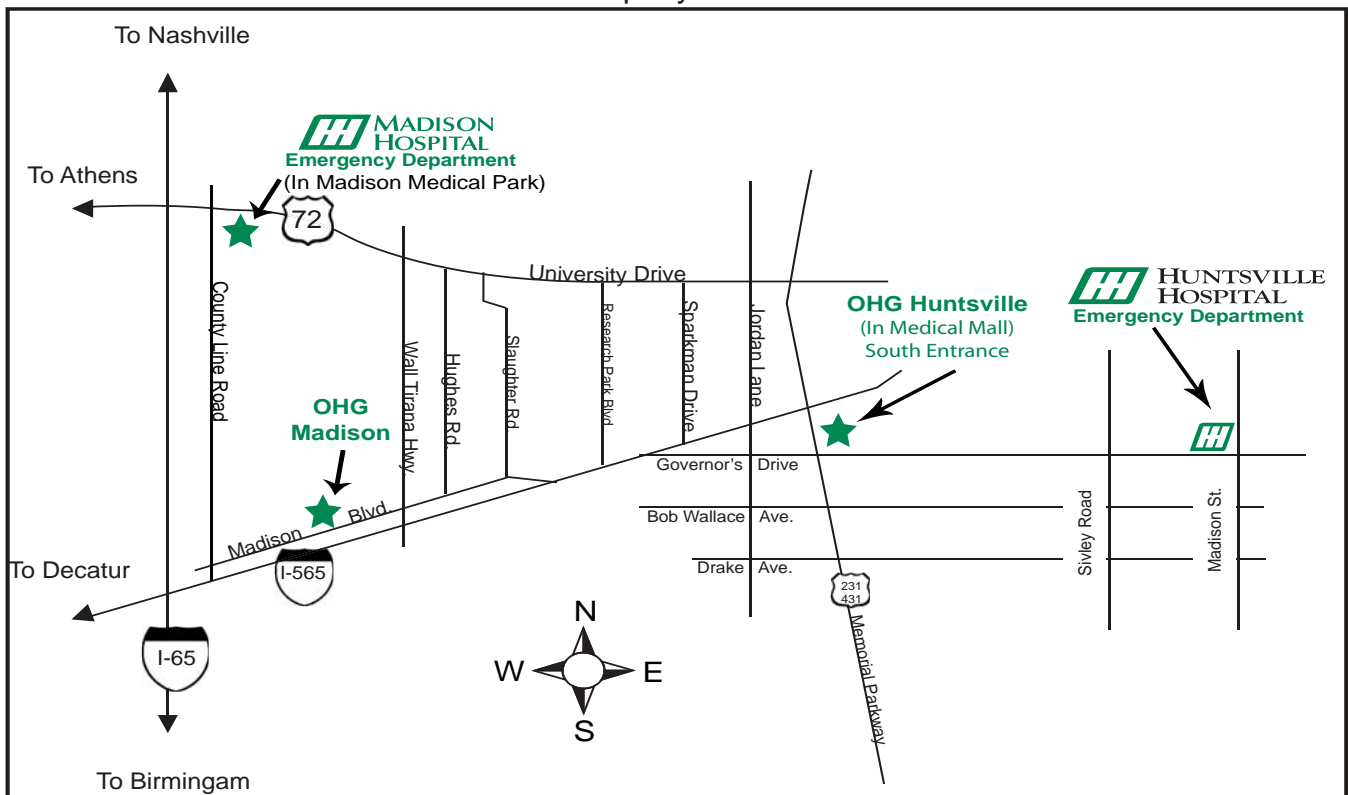 To Nashville
MADISON
HOSPITAL
Emergency Department
(In Madison Medical Park)
To Athens
72
University Drive
HUNTSVILLE
HOSPITAL
Emergency Department
OHG Huntsville
(In Medical Mall)
South Entrance
County Line Road
OHG
Madison
Wall Tirana Hwy
Hughes Rd.
Slaughter Rd
Research Park Blvd
Sparkman Drive
Jordan Lane
Governor's Drive
Bob Wallace Ave.
Drake Ave.
Madison Blvd.
I-565
To Decatur
I-65
231
431
Memorial Parkway
Sivley Road
Madison St.
N
W E
S
To Birmingam